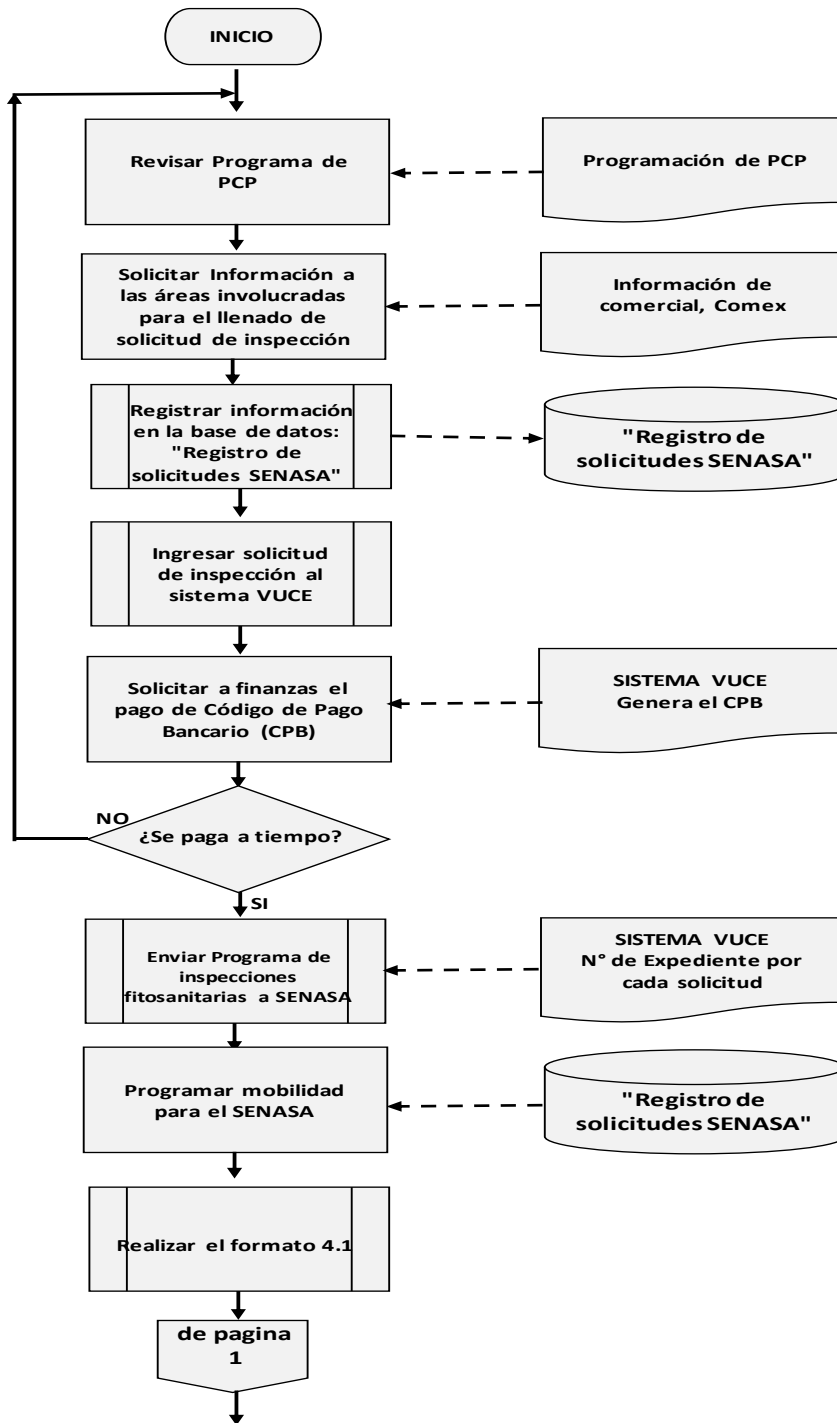 INICIO
Revisar Programa de
PCP
Programación de PCP
Solicitar Información a
las áreas involucradas
para el llenado de
solicitud de inspección
Información de
comercial, Comex
Registrar información
en la base de datos:
"Registro de
solicitudes SENASA"
"Registro de
solicitudes SENASA"
Ingresar solicitud
de inspección al
sistema VUCE
Solicitar a finanzas el
pago de Código de Pago
Bancario (CPB)
SISTEMA VUCE
Genera el CPB
NO
¿Se paga a tiempo?
SI
Enviar Programa de
inspecciones
fitosanitarias a SENASA
SISTEMA VUCE
N° de Expediente por
cada solicitud
Programar mobilidad
para el SENASA
"Registro de
solicitudes SENASA"
Realizar el formato 4.1
de pagina
1